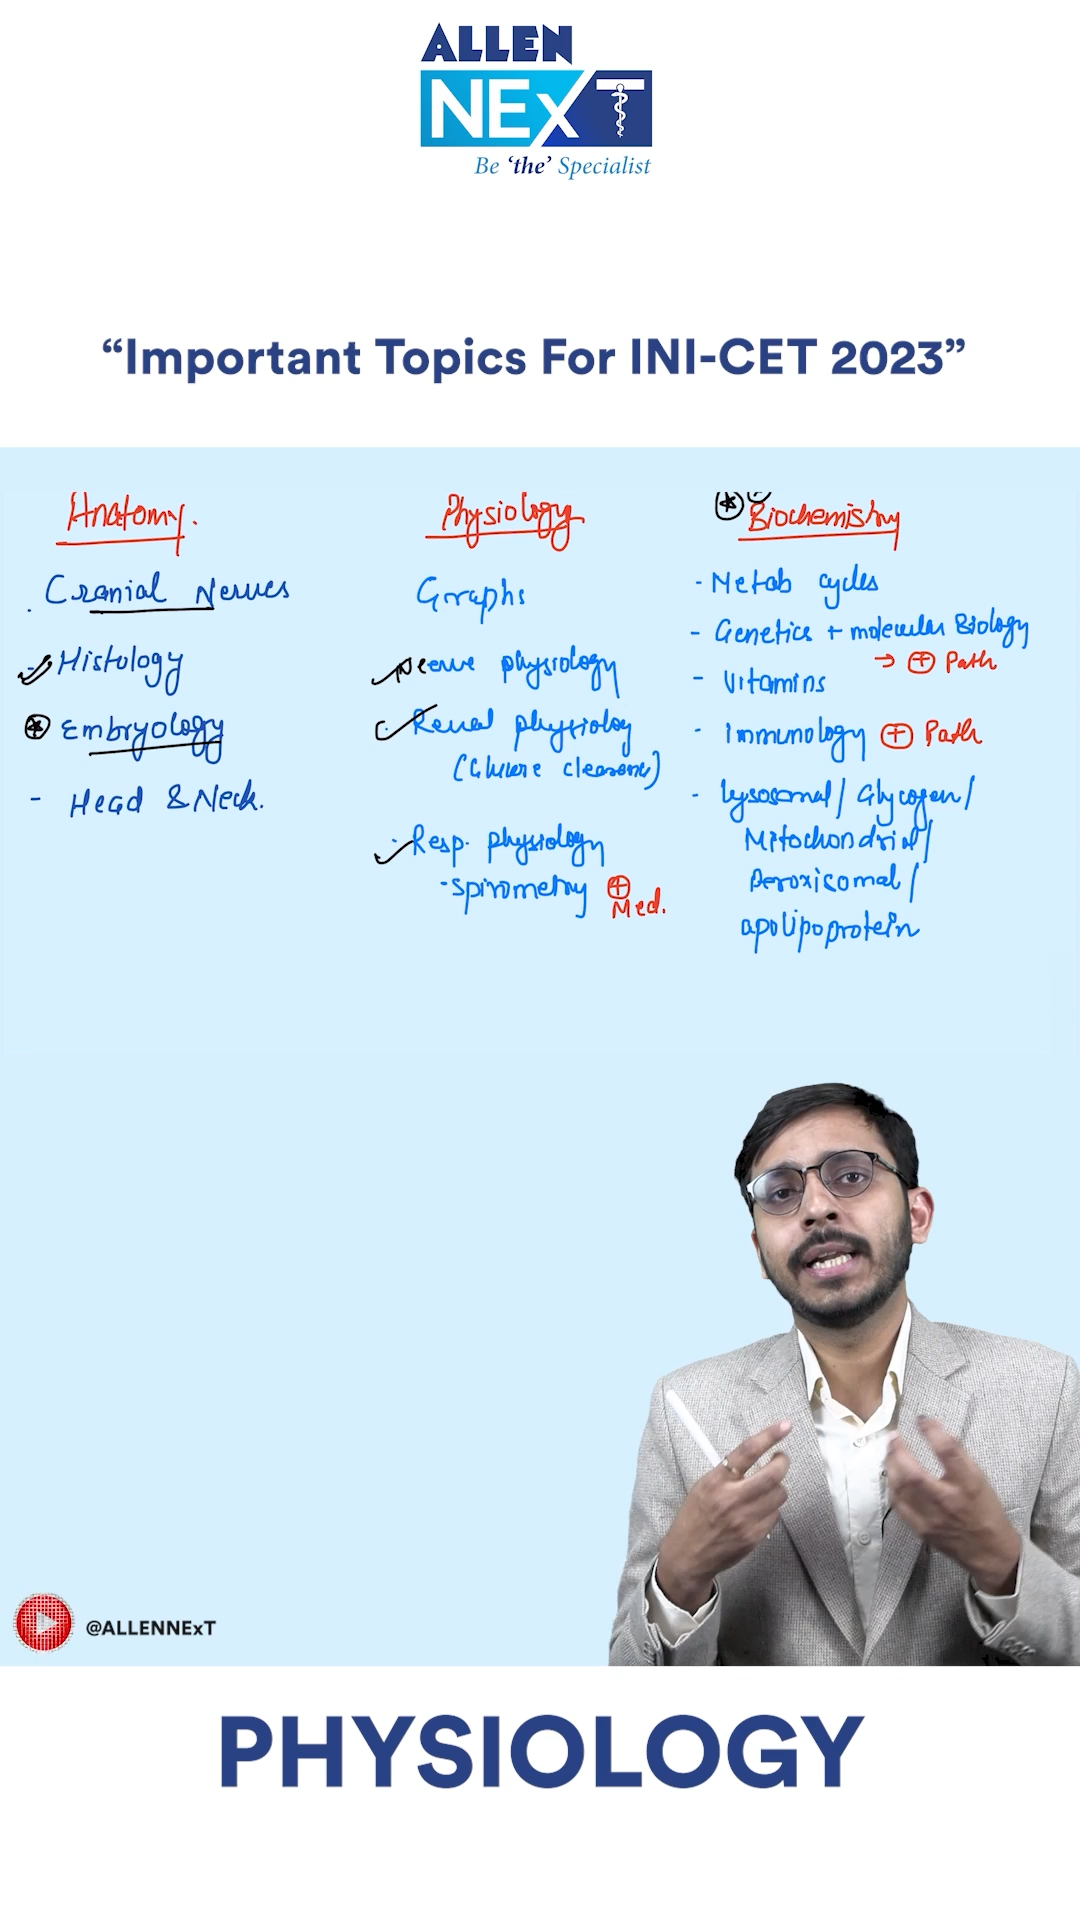 ALLEN
NExT
Be ‘the’ Specialist
“Important Topics For INI-CET 2023”
Anatomy.
. Cranial Nerves
- Histology
Embryology
- Head & Neck.
Physiology
Graphs
Nerve physiology
Renal physiology
(Glucose clearance)
- Resp. physiology
- spirometry ⊕
Med.
Biochemistry
- Metab cycles
- Genetics + molecular Biology
→ ⊕ Path
- Vitamins
- immunology ⊕ Path
- Lysosomal / Glycogen /
Mitochondrial /
Peroxisomal /
apolipoprotein
@ALLENNExT
PHYSIOLOGY